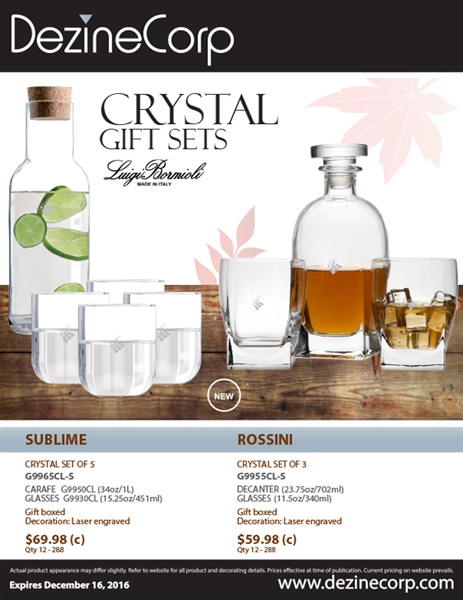 DezineCorp
CRYSTAL
GIFT SETS
Luigi Bormioli
MADE IN ITALY
NEW
SUBLIME
CRYSTAL SET OF 5
G9965CL-S
CARAFE G9950CL (34oz/1L)
GLASSES G9930CL (15.25oz/451ml)
Gift boxed
Decoration: Laser engraved
$69.98 (c)
Qty 12 - 288
ROSSINI
CRYSTAL SET OF 3
G9955CL-S
DECANTER (23.75oz/702ml)
GLASSES (11.5oz/340ml)
Gift boxed
Decoration: Laser engraved
$59.98 (c)
Qty 12 - 288
Actual product appearance may differ slightly. Refer to website for all product and decorating details. Prices effective at time of publication. Current pricing on website prevails.
Expires December 16, 2016
www.dezinecorp.com